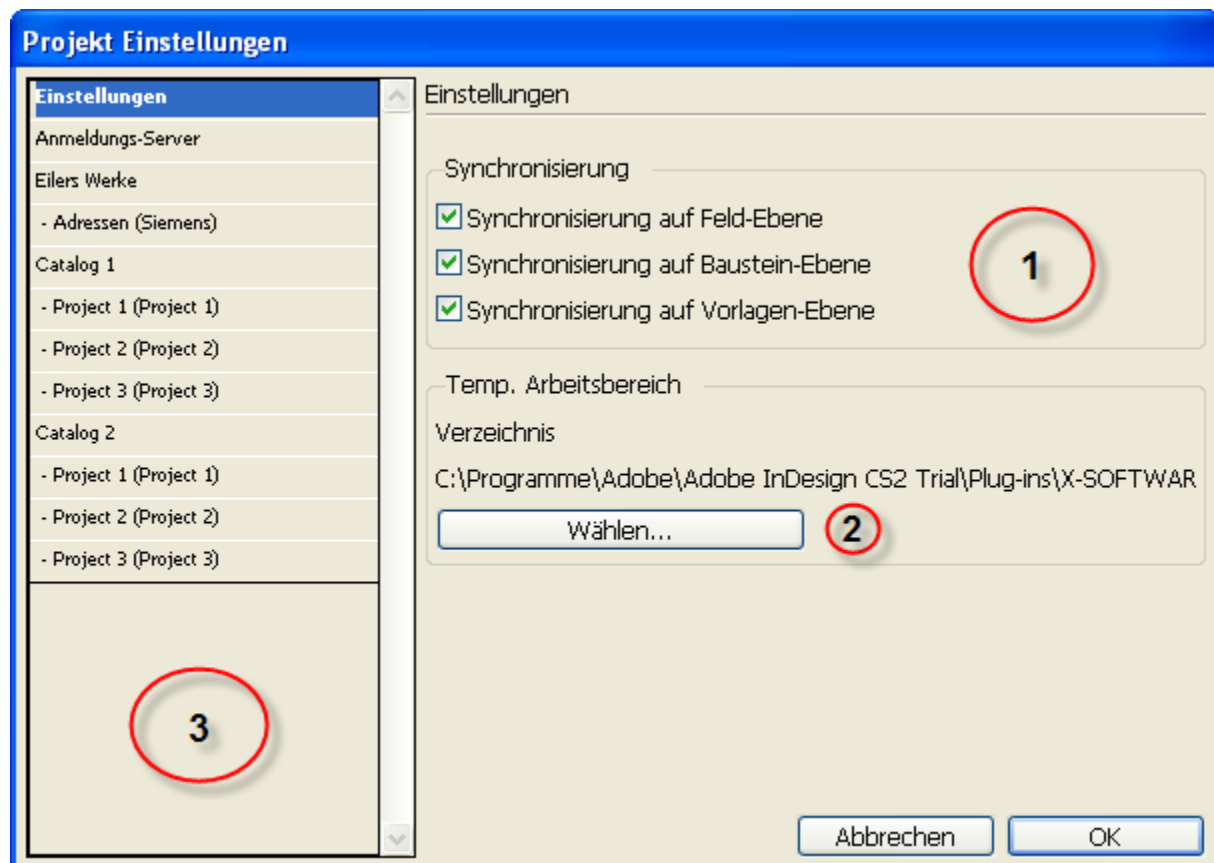 Projekt Einstellungen
Einstellungen
Anmeldungs-Server
Eilers Werke
- Adressen (Siemens)
Catalog 1
- Project 1 (Project 1)
- Project 2 (Project 2)
- Project 3 (Project 3)
Catalog 2
- Project 1 (Project 1)
- Project 2 (Project 2)
- Project 3 (Project 3)
3
Einstellungen
Synchronisierung
Synchronisierung auf Feld-Ebene
Synchronisierung auf Baustein-Ebene
Synchronisierung auf Vorlagen-Ebene
1
Temp. Arbeitsbereich
Verzeichnis
C:\Programme\Adobe\Adobe InDesign CS2 Trial\Plug-ins\X-SOFTWAR
Wählen...
2
Abbrechen
OK